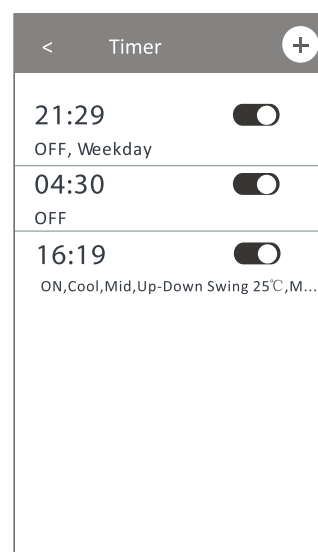 < Timer +
21:29
OFF, Weekday
04:30
OFF
16:19
ON,Cool,Mid,Up-Down Swing 25℃,M...